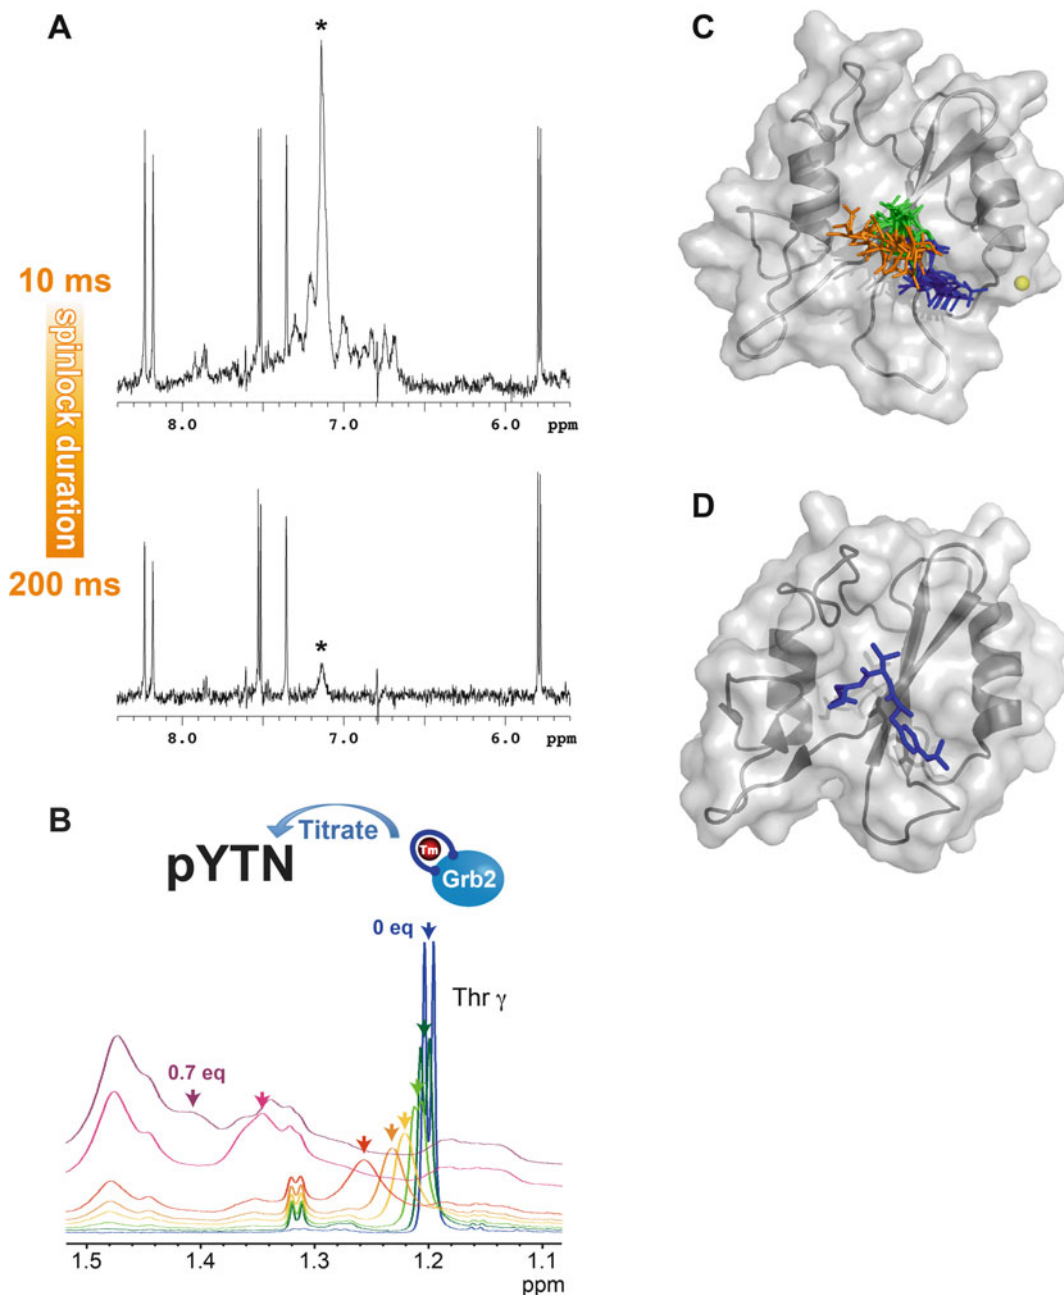 A
*
10 ms
spinlock duration
200 ms
8.0 7.0 6.0 ppm
*
8.0 7.0 6.0 ppm
B
Titrate
pYTN
Tm
Grb2
0 eq
Thr γ
0.7 eq
1.5 1.4 1.3 1.2 1.1
ppm
C
D